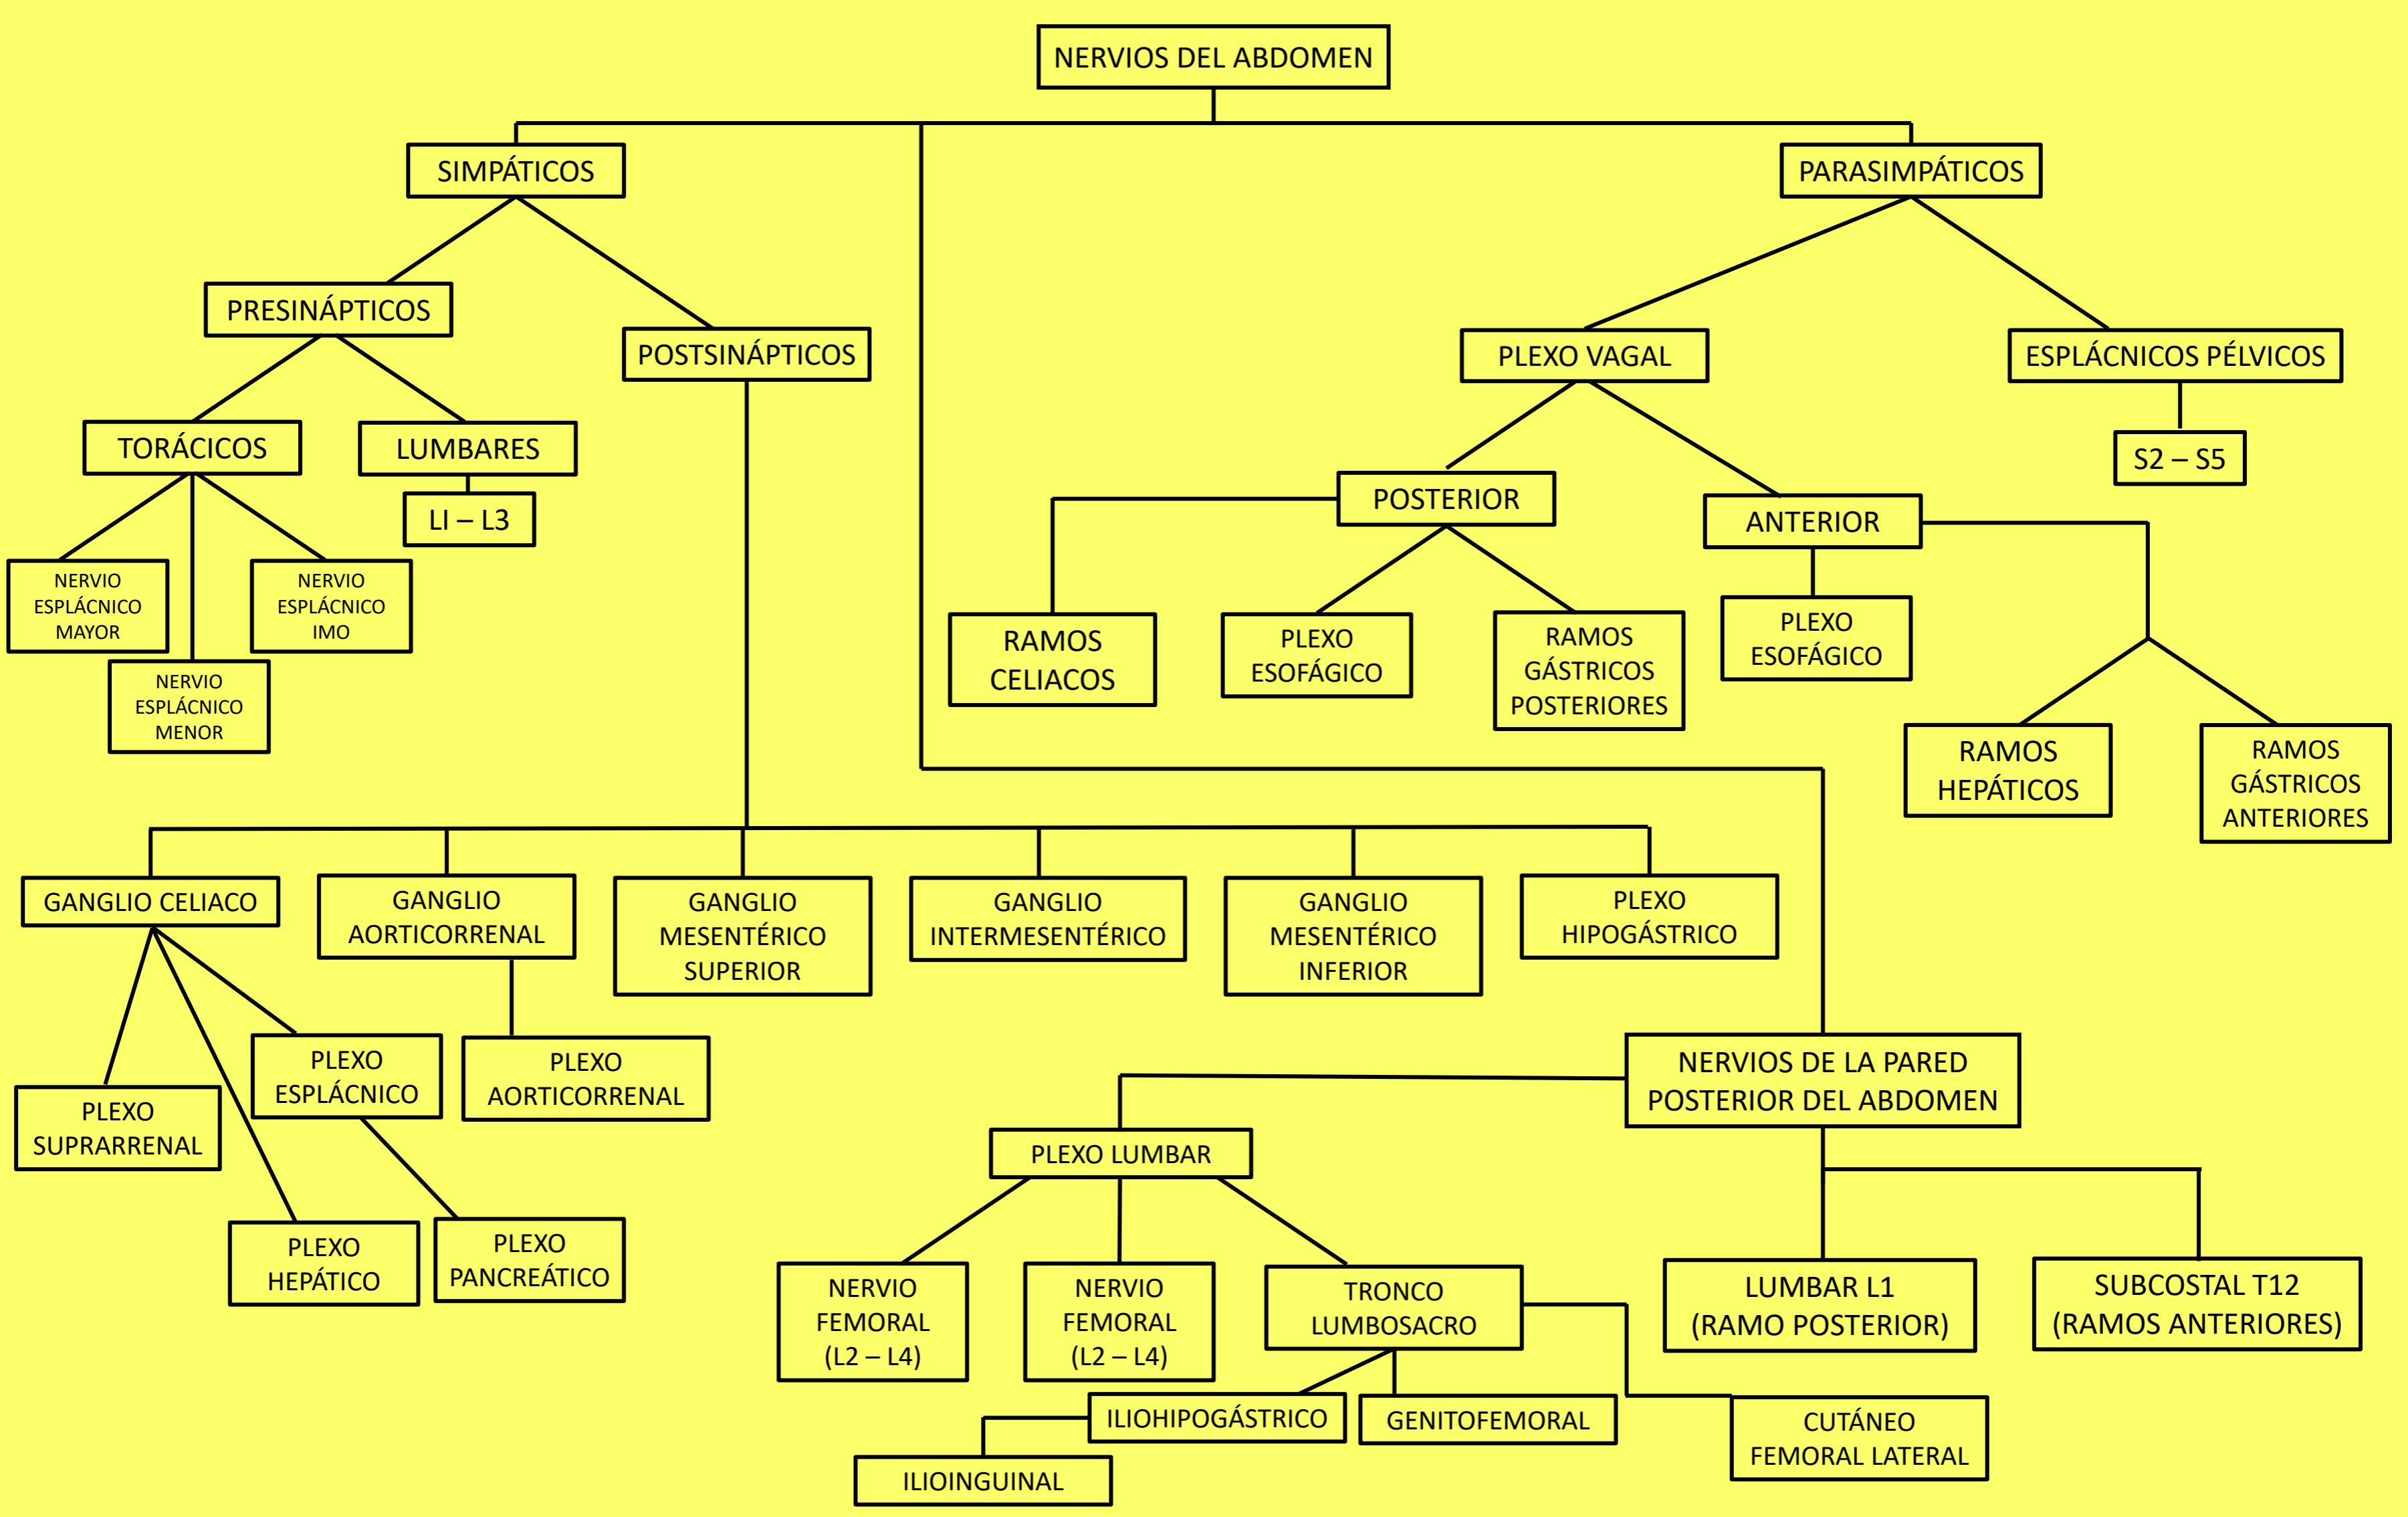 NERVIOS DEL ABDOMEN
SIMPÁTICOS
PARASIMPÁTICOS
PRESINÁPTICOS
POSTSINÁPTICOS
PLEXO VAGAL
ESPLÁCNICOS PÉLVICOS
TORÁCICOS
LUMBARES
S2 – S5
LI – L3
POSTERIOR
ANTERIOR
NERVIO
ESPLÁCNICO
MAYOR
NERVIO
ESPLÁCNICO
IMO
NERVIO
ESPLÁCNICO
MENOR
RAMOS
CELIACOS
PLEXO
ESOFÁGICO
RAMOS
GÁSTRICOS
POSTERIORES
PLEXO
ESOFÁGICO
RAMOS
HEPÁTICOS
RAMOS
GÁSTRICOS
ANTERIORES
GANGLIO CELIACO
GANGLIO
AORTICORRENAL
GANGLIO
MESENTÉRICO
SUPERIOR
GANGLIO
INTERMESENTÉRICO
GANGLIO
MESENTÉRICO
INFERIOR
PLEXO
HIPOGÁSTRICO
PLEXO
SUPRARRENAL
PLEXO
ESPLÁCNICO
PLEXO
AORTICORRENAL
PLEXO
HEPÁTICO
PLEXO
PANCREÁTICO
NERVIOS DE LA PARED
POSTERIOR DEL ABDOMEN
PLEXO LUMBAR
NERVIO
FEMORAL
(L2 – L4)
NERVIO
FEMORAL
(L2 – L4)
TRONCO
LUMBOSACRO
LUMBAR L1
(RAMO POSTERIOR)
SUBCOSTAL T12
(RAMOS ANTERIORES)
ILIOHIPOGÁSTRICO
GENITOFEMORAL
CUTÁNEO
FEMORAL LATERAL
ILIOINGUINAL